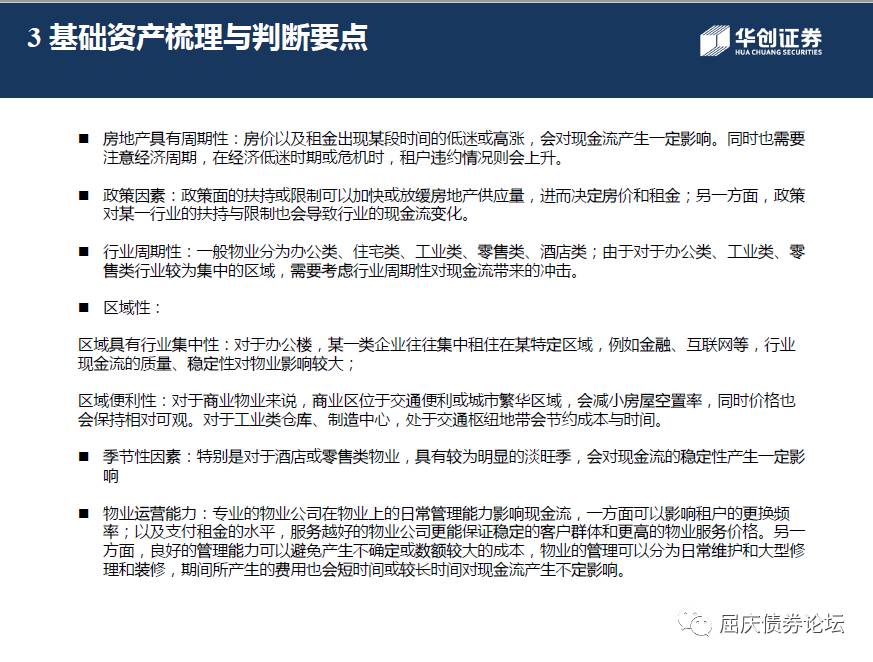 3 基础资产梳理与判断要点
华创证券
HUA CHUANG SECURITIES
■ 房地产具有周期性：房价以及租金出现某段时间的低迷或高涨，会对现金流产生一定影响。同时也需要
注意经济周期，在经济低迷时期或危机时，租户违约情况则会上升。
■ 政策因素：政策面的扶持或限制可以加快或放缓房地产供应量，进而决定房价和租金；另一方面，政策
对某一行业的扶持与限制也会导致行业的现金流变化。
■ 行业周期性：一般物业分为办公类、住宅类、工业类、零售类、酒店类；由于对于办公类、工业类、零
售类行业较为集中的区域，需要考虑行业周期性对现金流带来的冲击。
■ 区域性：
区域具有行业集中性：对于办公楼，某一类企业往往集中租住在某特定区域，例如金融、互联网等，行业
现金流的质量、稳定性对物业影响较大；
区域便利性：对于商业物业来说，商业区位于交通便利或城市繁华区域，会减小房屋空置率，同时价格也
会保持相对可观。对于工业类仓库、制造中心，处于交通枢纽地带会节约成本与时间。
■ 季节性因素：特别是对于酒店或零售类物业，具有较为明显的淡旺季，会对现金流的稳定性产生一定影
响
■ 物业运营能力：专业的物业公司在物业上的日常管理能力影响现金流，一方面可以影响租户的更换频
率；以及支付租金的水平，服务越好的物业公司更能保证稳定的客户群体和更高的物业服务价格。另一
方面，良好的管理能力可以避免产生不确定或数额较大的成本，物业的管理可以分为日常维护和大型修
理和装修，期间所产生的费用也会短时间或较长时间对现金流产生不定影响。
屈庆债券论坛